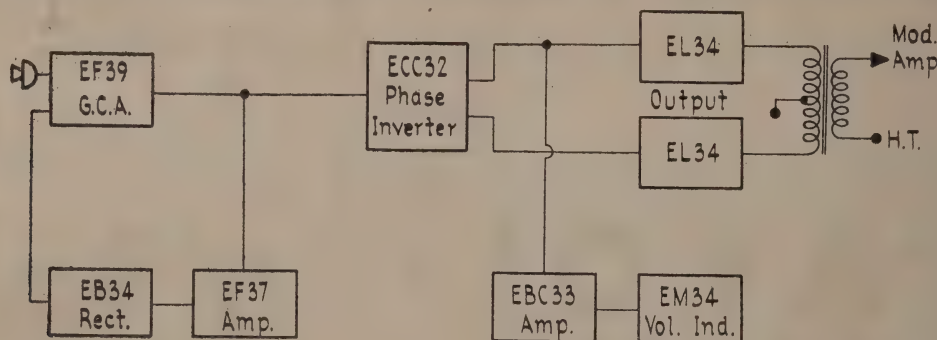 EF39
G.C.A.
ECC32
Phase
Inverter
EL34
Output
EL34
Mod.
Amp
H.T.
EB34
Rect.
EF37
Amp.
EBC33
Amp.
EM34
Vol. Ind.